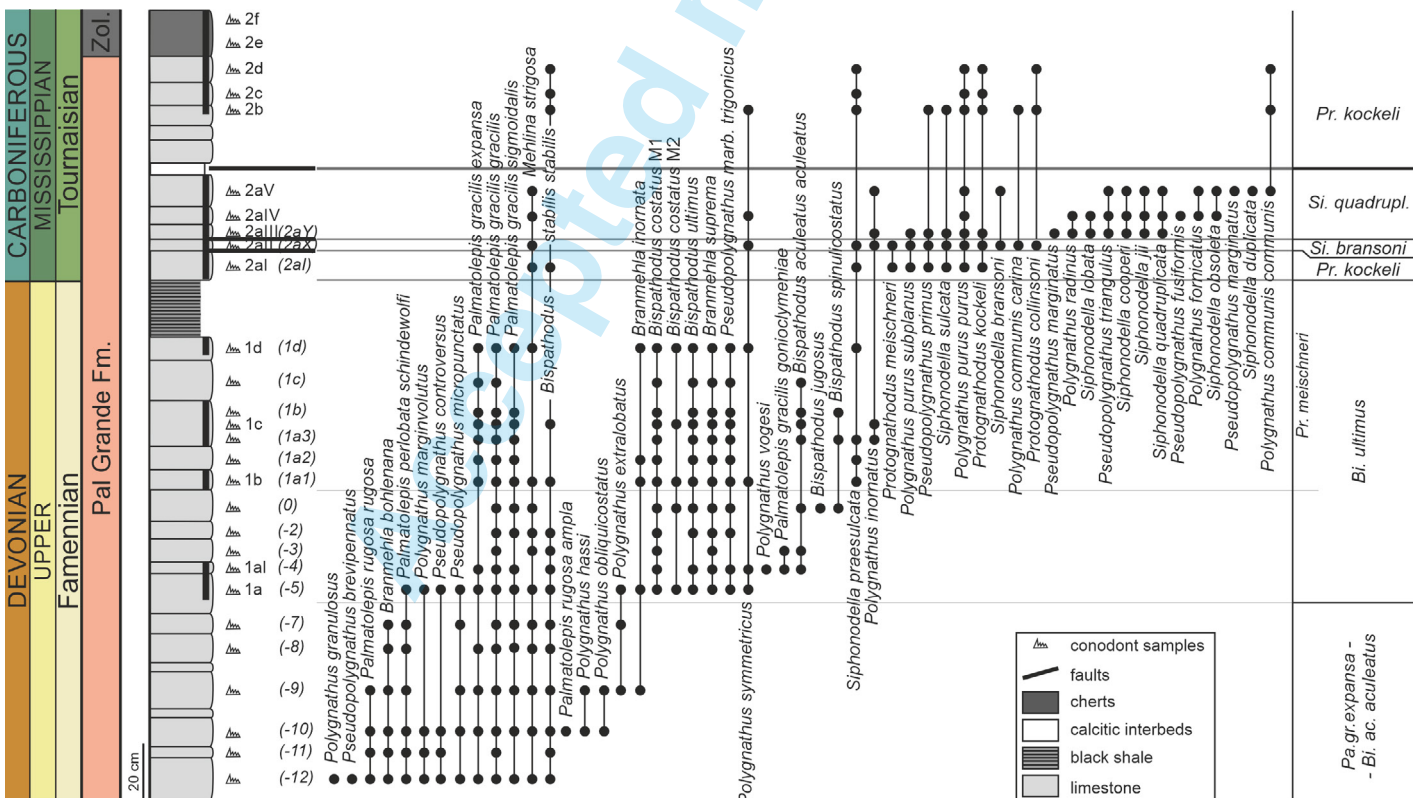 CARBONIFEROUS
MISSISSIPPIAN
Tournaisian
DEVONIAN
UPPER
Famennian
Zol.
Pal Grande Fm.
20 cm
2f
2e
2d
2c
2b
2aV
2aIV
2aIII (2aY)
2aII (2aX)
2aI (2aI)
1d (1d)
(1c)
(1b)
1c
(1a3)
(1a2)
1b (1a1)
(0)
(-2)
(-3)
1aI (-4)
1a (-5)
(-7)
(-8)
(-9)
(-10)
(-11)
(-12)
Polygnathus granulosus
Pseudopolygnathus brevipennatus
Palmatolepis rugosa rugosa
Branmehla bohlenana
Palmatolepis perlobata schindewolfi
Polygnathus marginvolutus
Pseudopolygnathus controversus
Pseudopolygnathus micropunctatus
Palmatolepis gracilis expansa
Palmatolepis gracilis gracilis
Palmatolepis gracilis sigmoidalis
Mehlina strigosa
Bispathodus stabilis stabilis
Palmatolepis rugosa ampla
Polygnathus hassi
Polygnathus obliquicostatus
Polygnathus extralobatus
Branmehla inornata
Bispathodus costatus M1
Bispathodus costatus M2
Bispathodus ultimus
Branmehla suprema
Pseudopolygnathus marb. trigonicus
Polygnathus symmetricus
Polygnathus vogesi
Palmatolepis gracilis gonioclymeniae
Bispathodus aculeatus aculeatus
Bispathodus jugosus
Bispathodus spinulicostatus
Siphonodella praesulcata
Polygnathus inornatus
Protognathodus meischneri
Polygnathus purus subplanus
Pseudopolygnathus primus
Siphonodella sulcata
Polygnathus purus purus
Protognathodus kockeli
Siphonodella bransoni
Polygnathus communis carina
Protognathodus collinsoni
Pseudopolygnathus marginatus
Polygnathus radinus
Siphonodella lobata
Pseudopolygnathus triangulus
Siphonodella cooperi
Siphonodella jii
Siphonodella quadruplicata
Pseudopolygnathus fusiformis
Polygnathus fornicatus
Siphonodella obsoleta
Pseudopolygnathus marginatus
Siphonodella duplicata
Polygnathus communis communis
Pr. kockeli
Si. quadrupl.
Si. bransoni
Pr. kockeli
Pr. meischneri
Bi. ultimus
Pa.gr.expansa -
- Bi. ac. aculeatus
conodont samples
faults
cherts
calcitic interbeds
black shale
limestone
Accepted